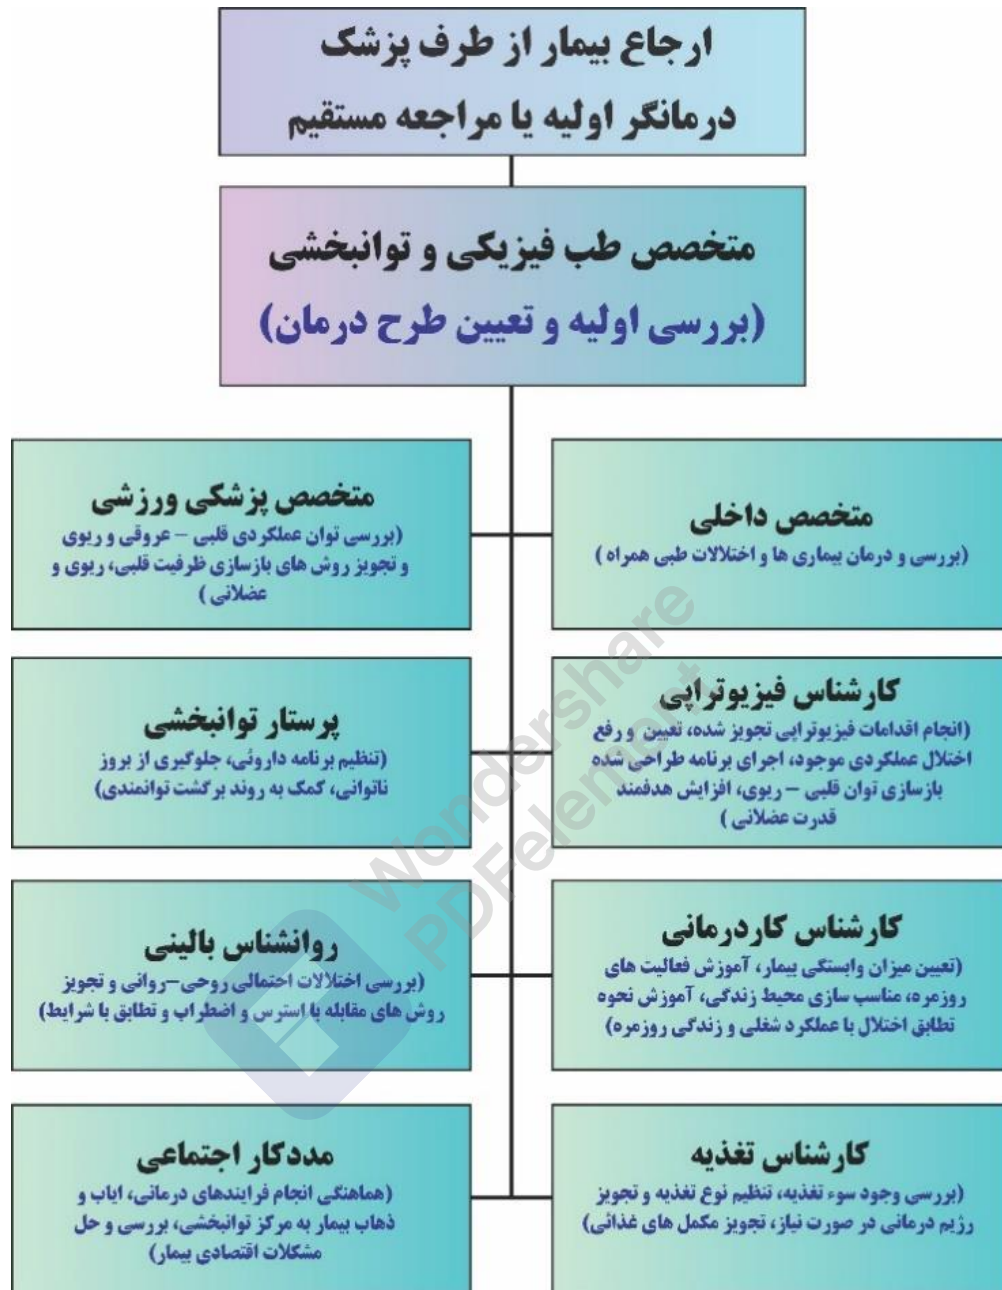 ارجاع بیمار از طرف پزشک
درمانگر اولیه یا مراجعه مستقیم
متخصص طب فیزیکی و توانبخشی
(بررسی اولیه و تعیین طرح درمان)
متخصص داخلی
(بررسی و درمان بیماری ها و اختلالات طبی همراه )
متخصص پزشکی ورزشی
(بررسی توان عملکردی قلبی – عروقی و ریوی
و تجویز روش های بازسازی ظرفیت قلبی، ریوی و
عضلانی )
کارشناس فیزیوتراپی
(انجام اقدامات فیزیوتراپی تجویز شده، تعیین و رفع
اختلال عملکردی موجود، اجرای برنامه طراحی شده
بازسازی توان قلبی – ریوی، افزایش هدفمند
قدرت عضلانی )
پرستار توانبخشی
(تنظیم برنامه داروئی، جلوگیری از بروز
ناتوانی، کمک به روند برگشت توانمندی)
کارشناس کاردرمانی
(تعیین میزان وابستگی بیمار، آموزش فعالیت های
روزمره، مناسب سازی محیط زندگی، آموزش نحوه
تطابق اختلال با عملکرد شغلی و زندگی روزمره)
روانشناس بالینی
(بررسی اختلالات احتمالی روحی–روانی و تجویز
روش های مقابله با استرس و اضطراب و تطابق با شرایط)
کارشناس تغذیه
(بررسی وجود سوء تغذیه، تنظیم نوع تغذیه و تجویز
رژیم درمانی در صورت نیاز، تجویز مکمل های غذائی)
مددکار اجتماعی
(هماهنگی انجام فرایندهای درمانی، ایاب و
ذهاب بیمار به مرکز توانبخشی، بررسی و حل
مشکلات اقتصادی بیمار)
Wondershare
PDFelement